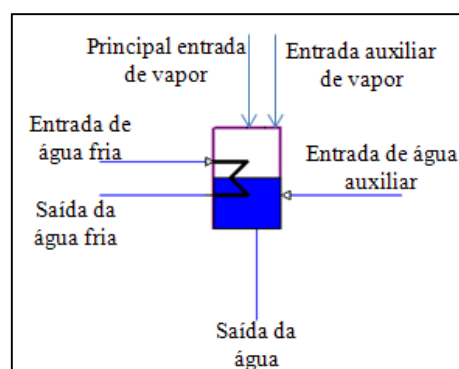 Principal entrada
de vapor
Entrada auxiliar
de vapor
Entrada de
água fria
Entrada de água
auxiliar
Saída da
água fria
Saída da
água